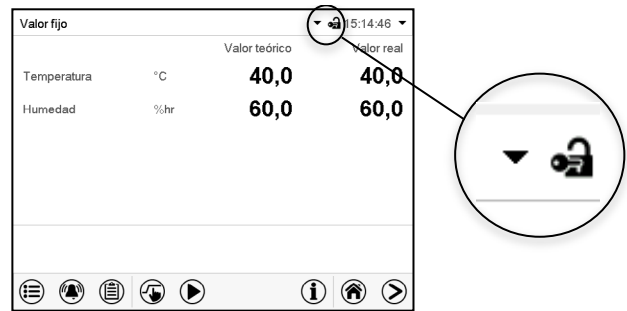 Valor fijo 15:14:46
Valor teórico Valor real
Temperatura °C 40,0 40,0
Humedad %hr 60,0 60,0